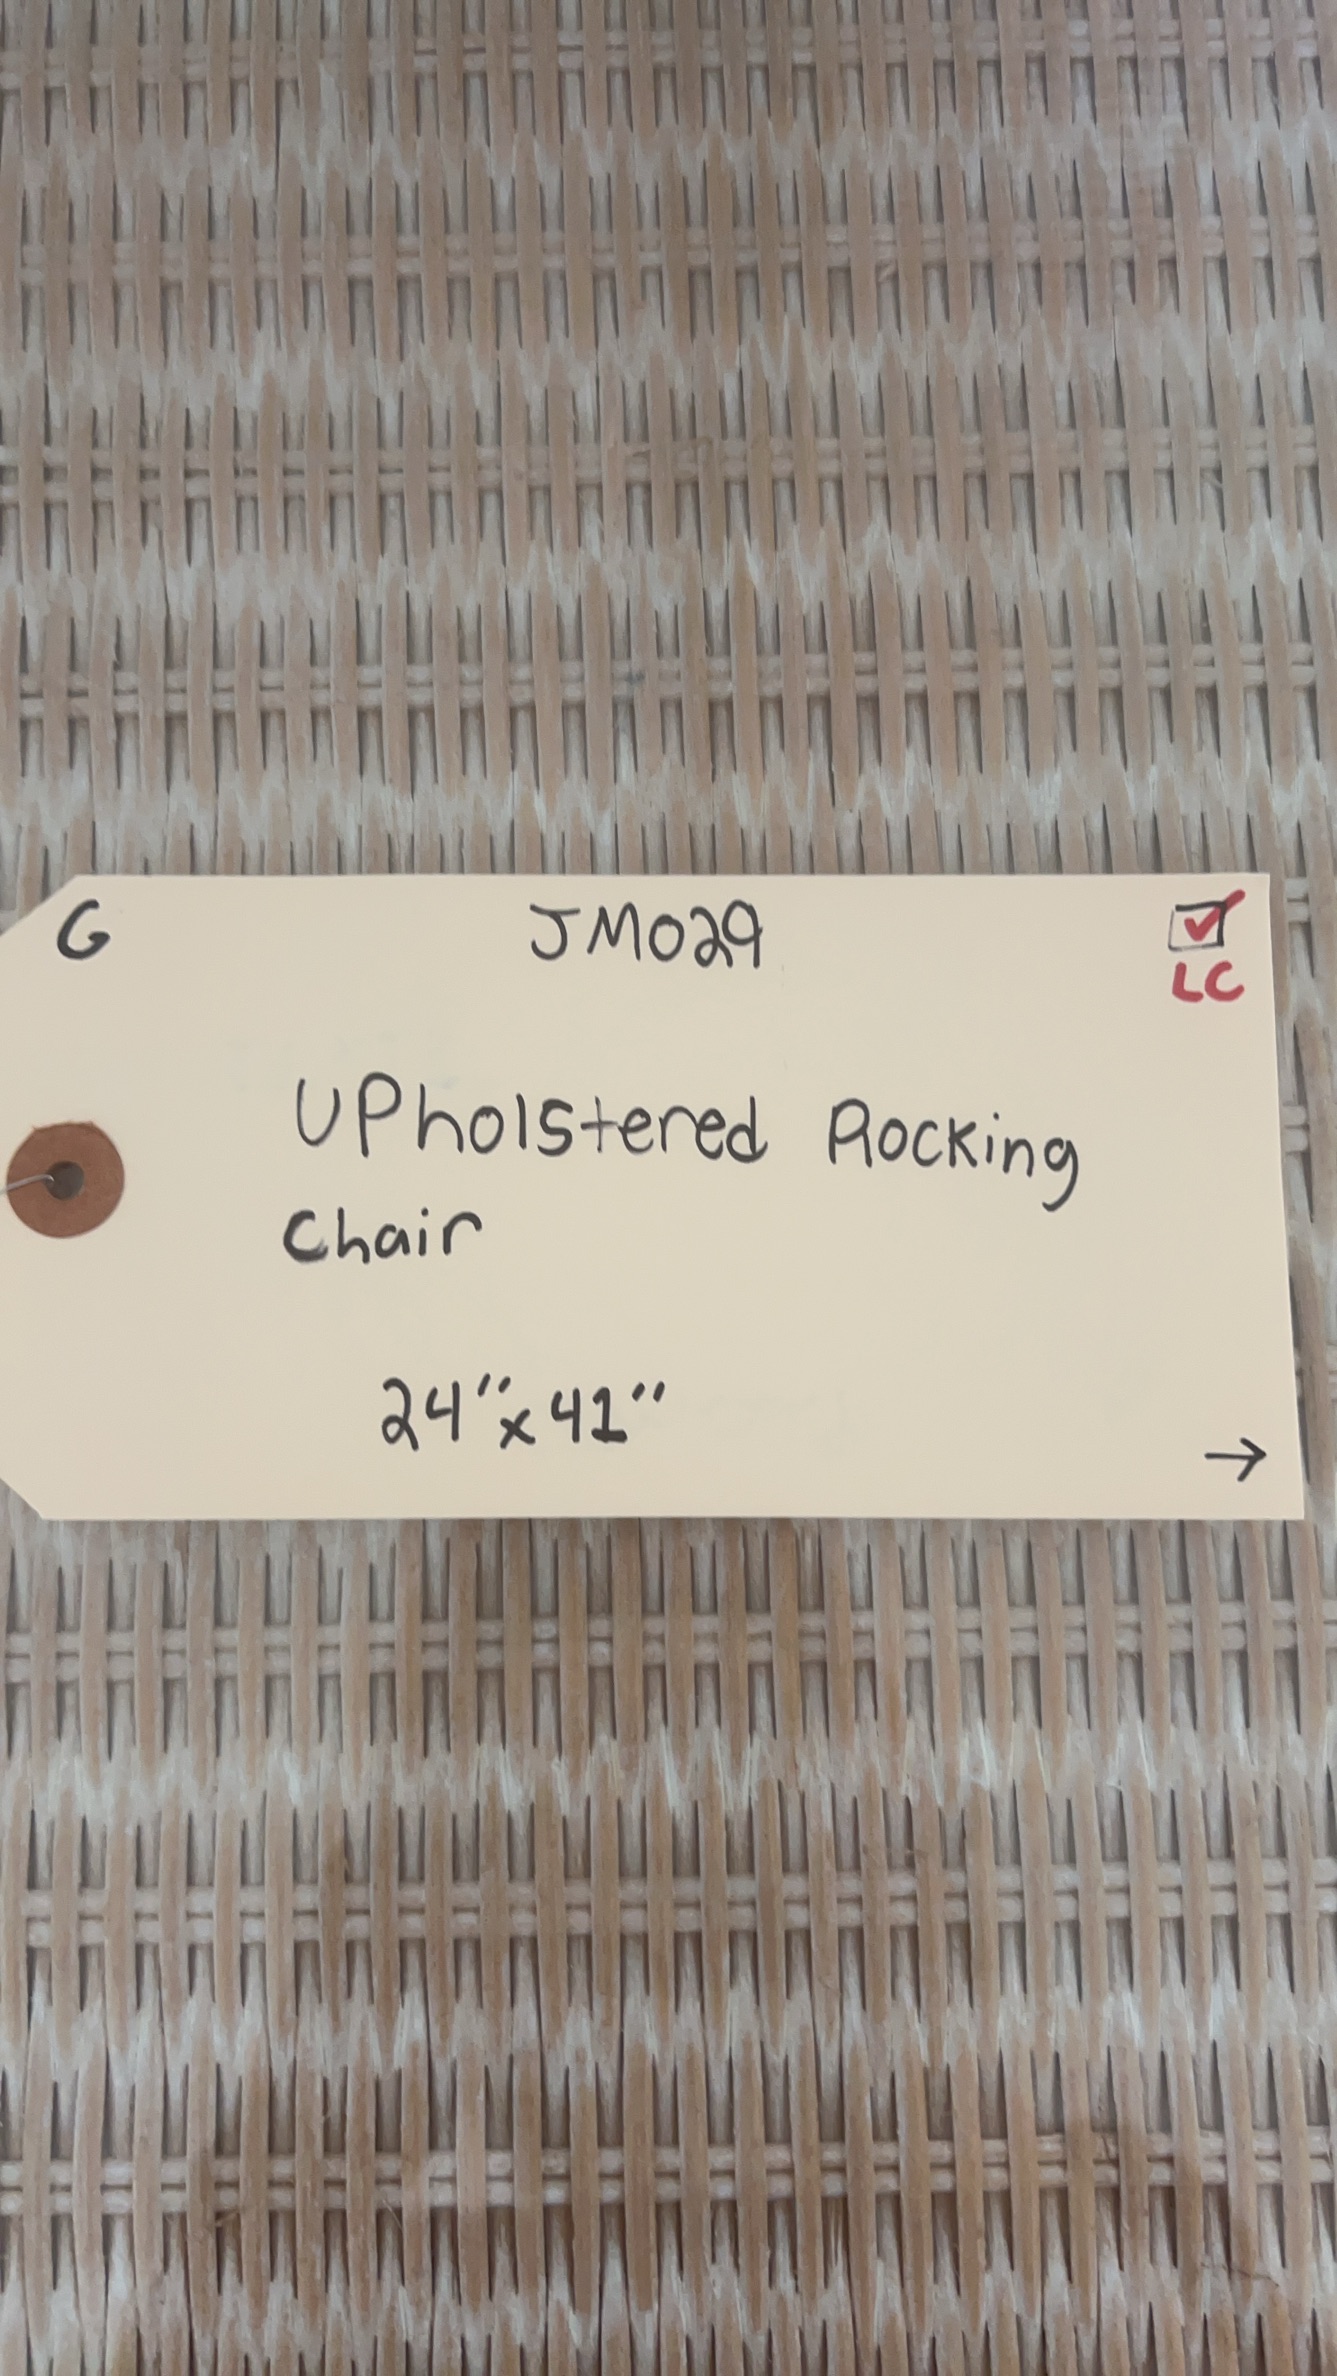 G JM029 ☑
LC
UPholstered Rocking
chair
24"x41"
→